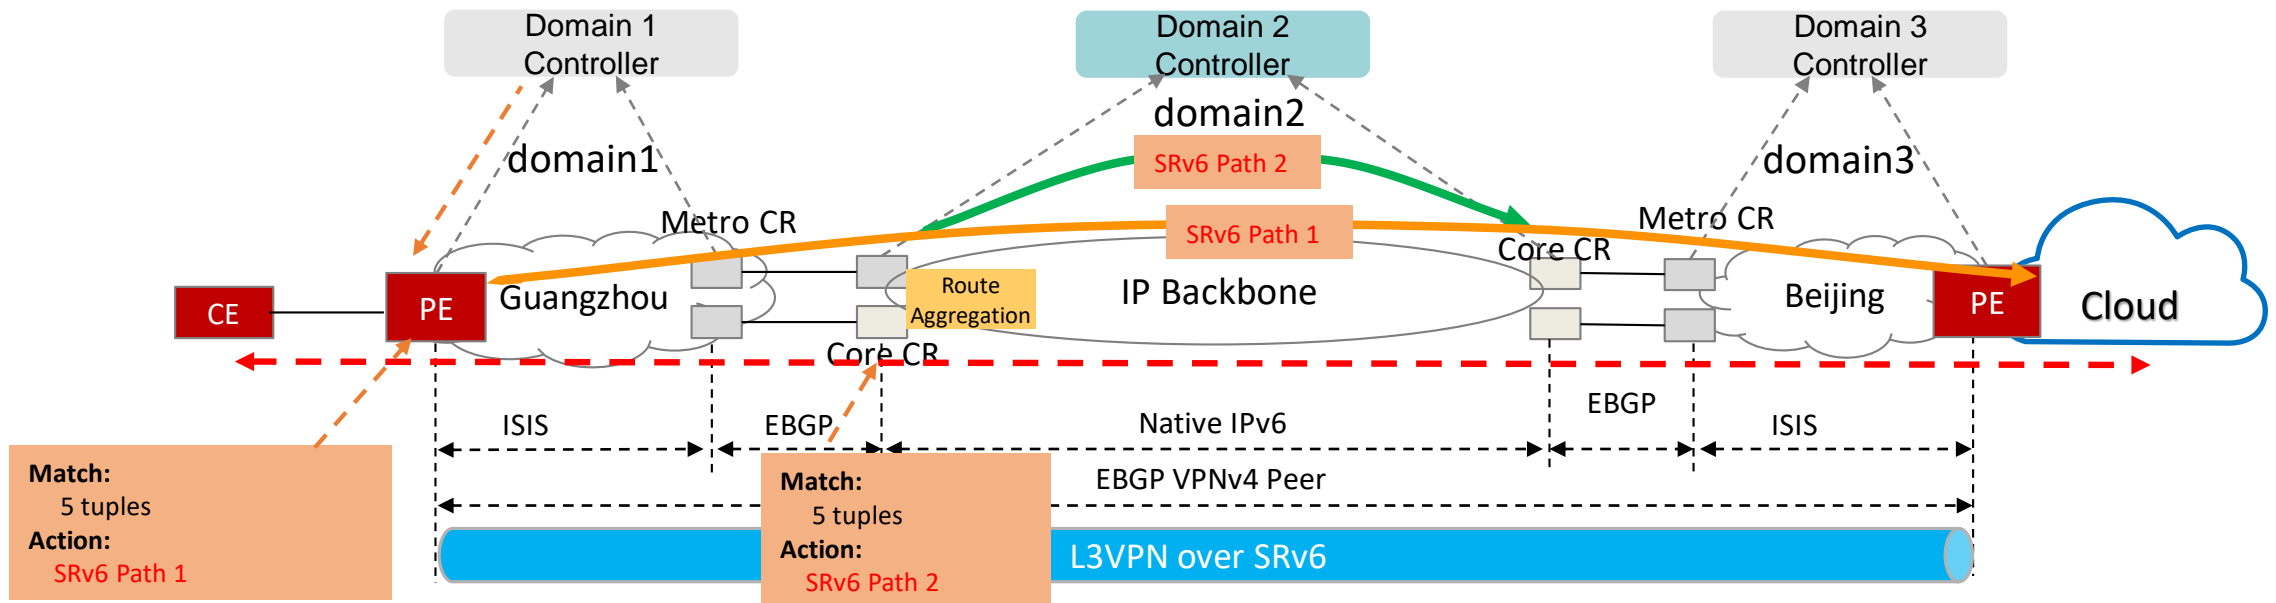 Domain 1
Controller
Domain 2
Controller
Domain 3
Controller
domain1
domain2
domain3
SRv6 Path 2
SRv6 Path 1
Metro CR
Metro CR
Core CR
CE
PE
Guangzhou
Route
Aggregation
IP Backbone
Beijing
PE
Cloud
Core CR
ISIS
EBGP
Native IPv6
EBGP
ISIS
EBGP VPNv4 Peer
L3VPN over SRv6
Match:
5 tuples
Action:
SRv6 Path 1
Match:
5 tuples
Action:
SRv6 Path 2